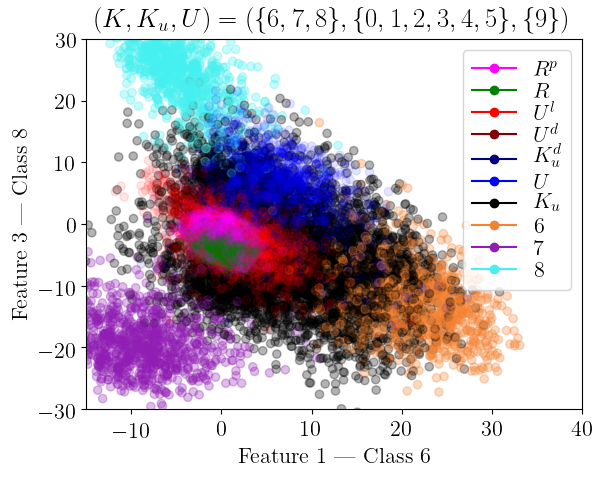 (K, K_u, U) = ({6, 7, 8}, {0, 1, 2, 3, 4, 5}, {9})
30
20
10
0
−10
−20
−30
−10
0
10
20
30
40
Feature 3 — Class 8
Feature 1 — Class 6
R^p
R
U^l
U^d
K_u^d
U
K_u
6
7
8